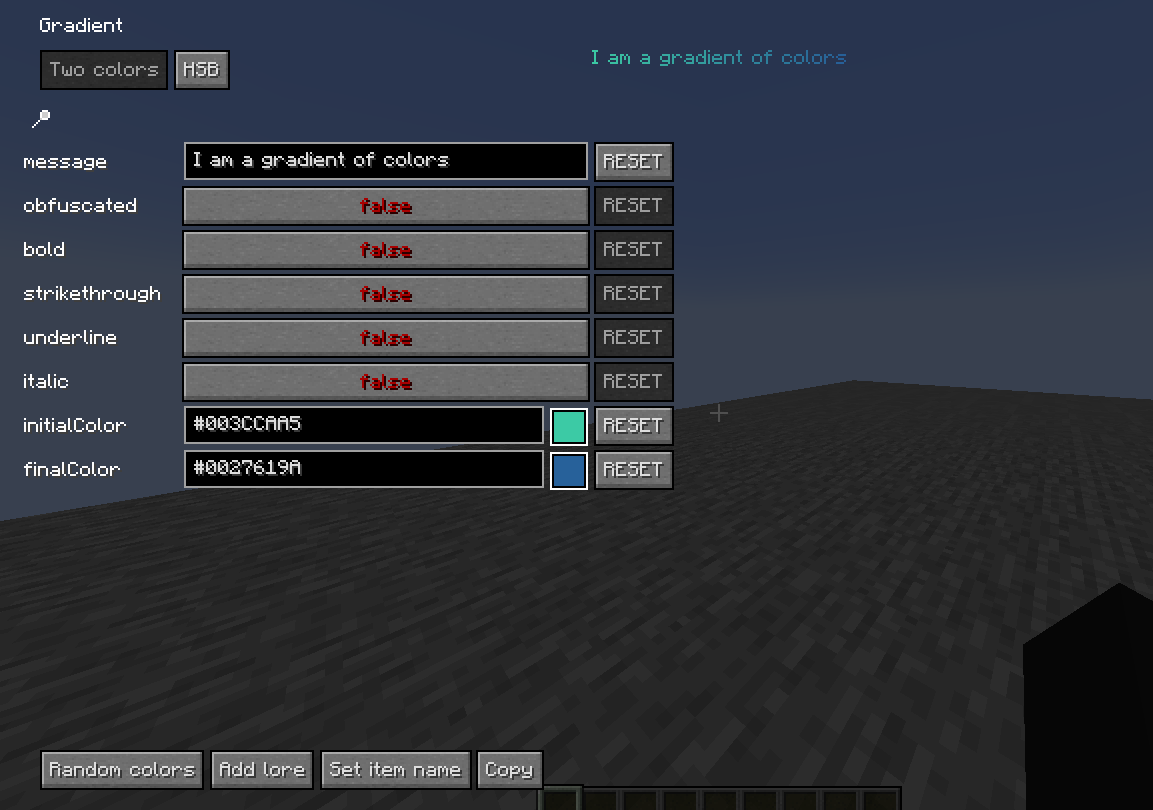 Gradient
I am a gradient of colors
Two colors HSB
message I am a gradient of colors RESET
obfuscated false RESET
bold false RESET
strikethrough false RESET
underline false RESET
italic false RESET
initialColor #003CCAA5 RESET
finalColor #0027619A RESET
Random colors Add lore Set item name Copy